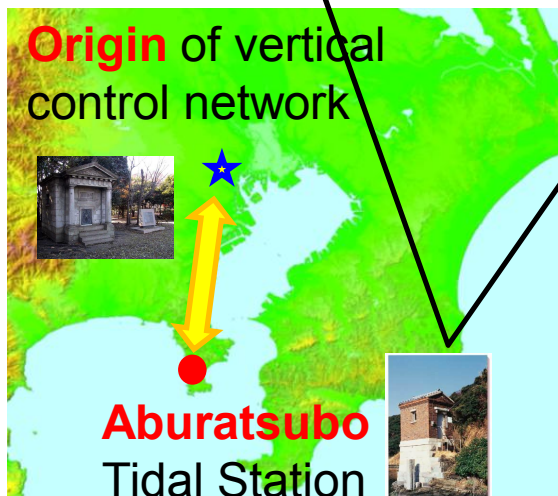 Origin of vertical
control network
Aburatsubo
Tidal Station